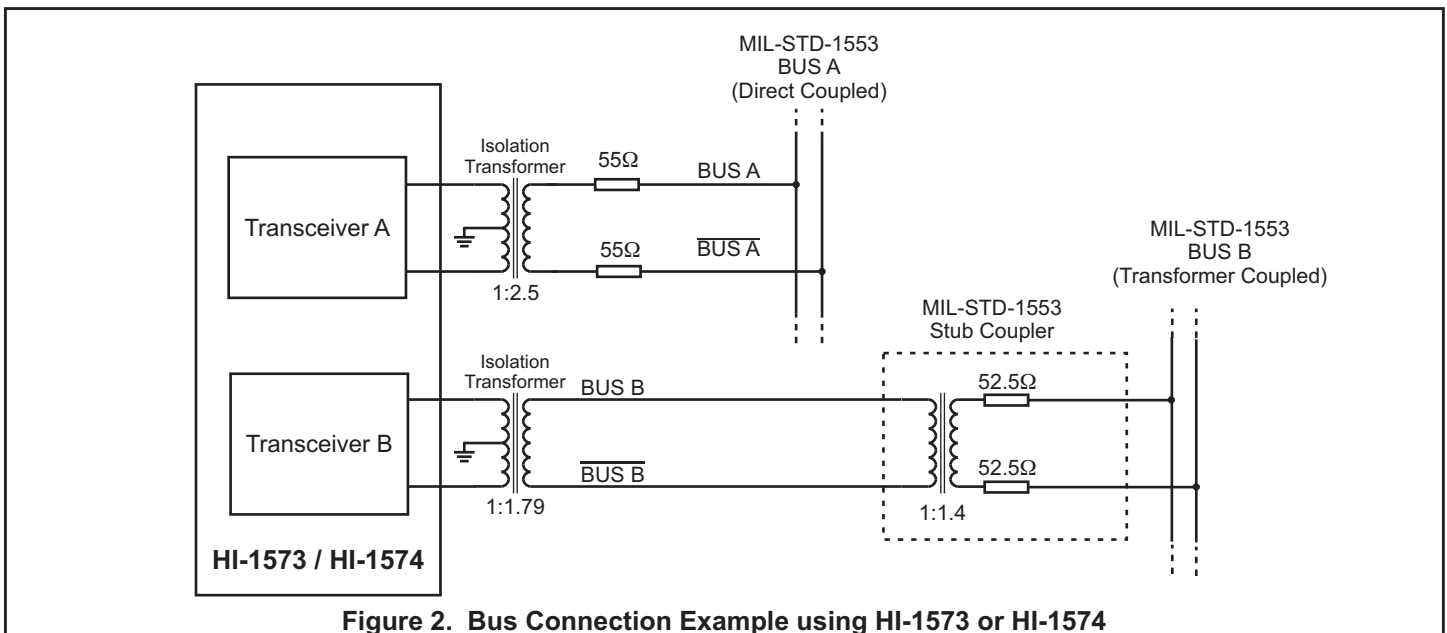 MIL-STD-1553
BUS A
(Direct Coupled)
Isolation
Transformer
55Ω
BUS A
Transceiver A
55Ω
BUS A
1:2.5
MIL-STD-1553
BUS B
(Transformer Coupled)
MIL-STD-1553
Stub Coupler
Isolation
Transformer
BUS B
52.5Ω
Transceiver B
52.5Ω
BUS B
1:1.79
1:1.4
HI-1573 / HI-1574
Figure 2. Bus Connection Example using HI-1573 or HI-1574